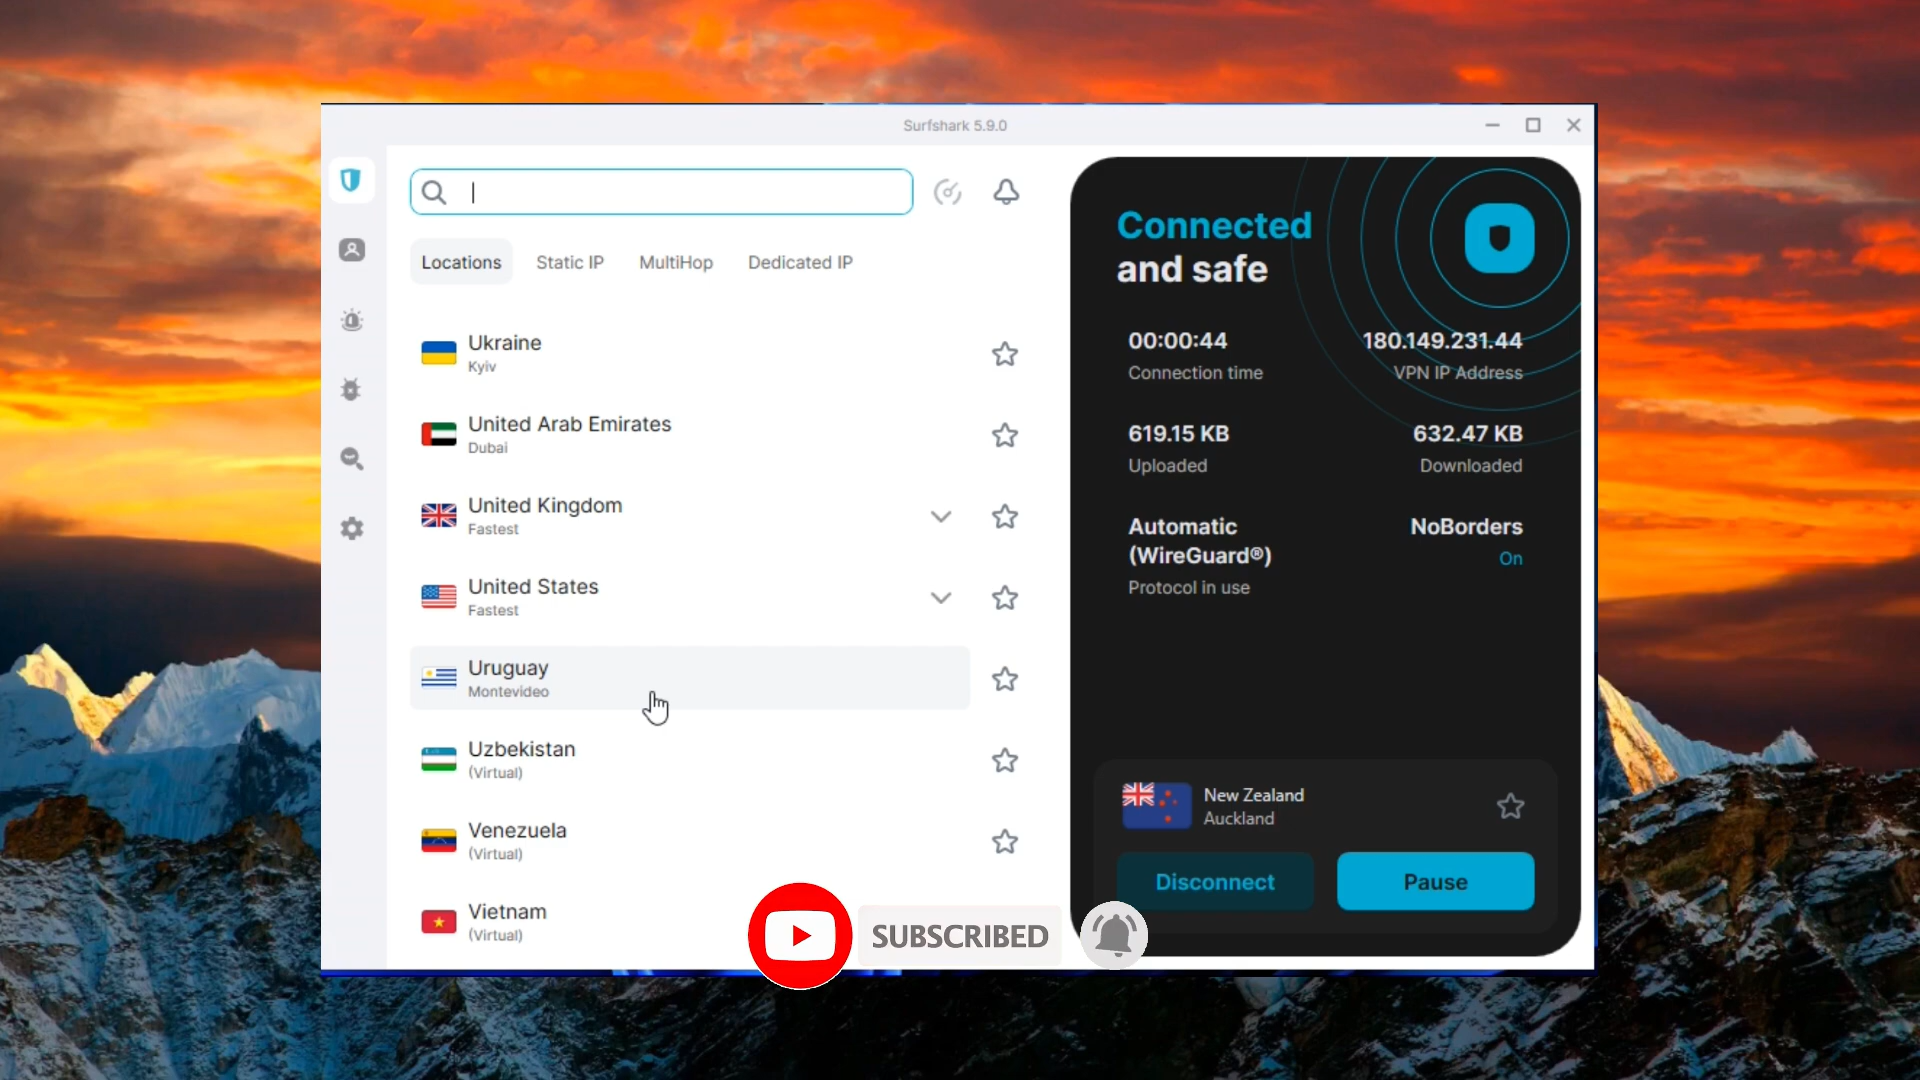 Surfshark 5.9.0
Locations
Static IP
MultiHop
Dedicated IP
Ukraine
Kyiv
United Arab Emirates
Dubai
United Kingdom
Fastest
United States
Fastest
Uruguay
Montevideo
Uzbekistan
(Virtual)
Venezuela
(Virtual)
Vietnam
(Virtual)
Connected
and safe
00:00:44
Connection time
180.149.231.44
VPN IP Address
619.15 KB
Uploaded
632.47 KB
Downloaded
Automatic
(WireGuard®)
Protocol in use
NoBorders
On
New Zealand
Auckland
Disconnect
Pause
SUBSCRIBED